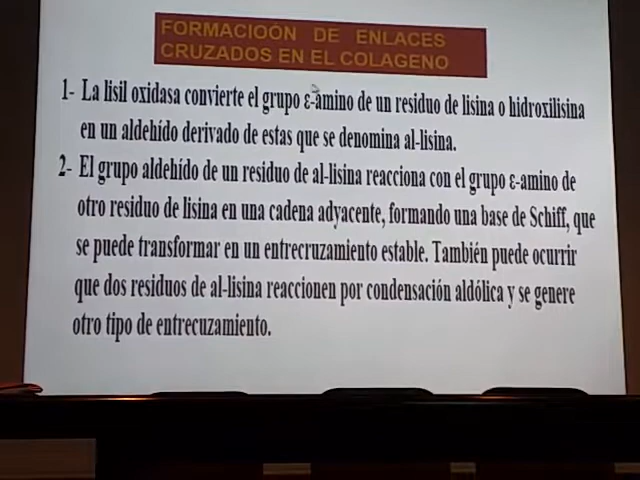 FORMACIOÓN DE ENLACES
CRUZADOS EN EL COLAGENO
1- La lisil oxidasa convierte el grupo ε-amino de un residuo de lisina o hidroxilisina
en un aldehído derivado de estas que se denomina al-lisina.
2- El grupo aldehído de un residuo de al-lisina reacciona con el grupo ε-amino de
otro residuo de lisina en una cadena adyacente, formando una base de Schiff, que
se puede transformar en un entrecruzamiento estable. También puede ocurrir
que dos residuos de al-lisina reaccionen por condensación aldólica y se genere
otro tipo de entrecuzamiento.